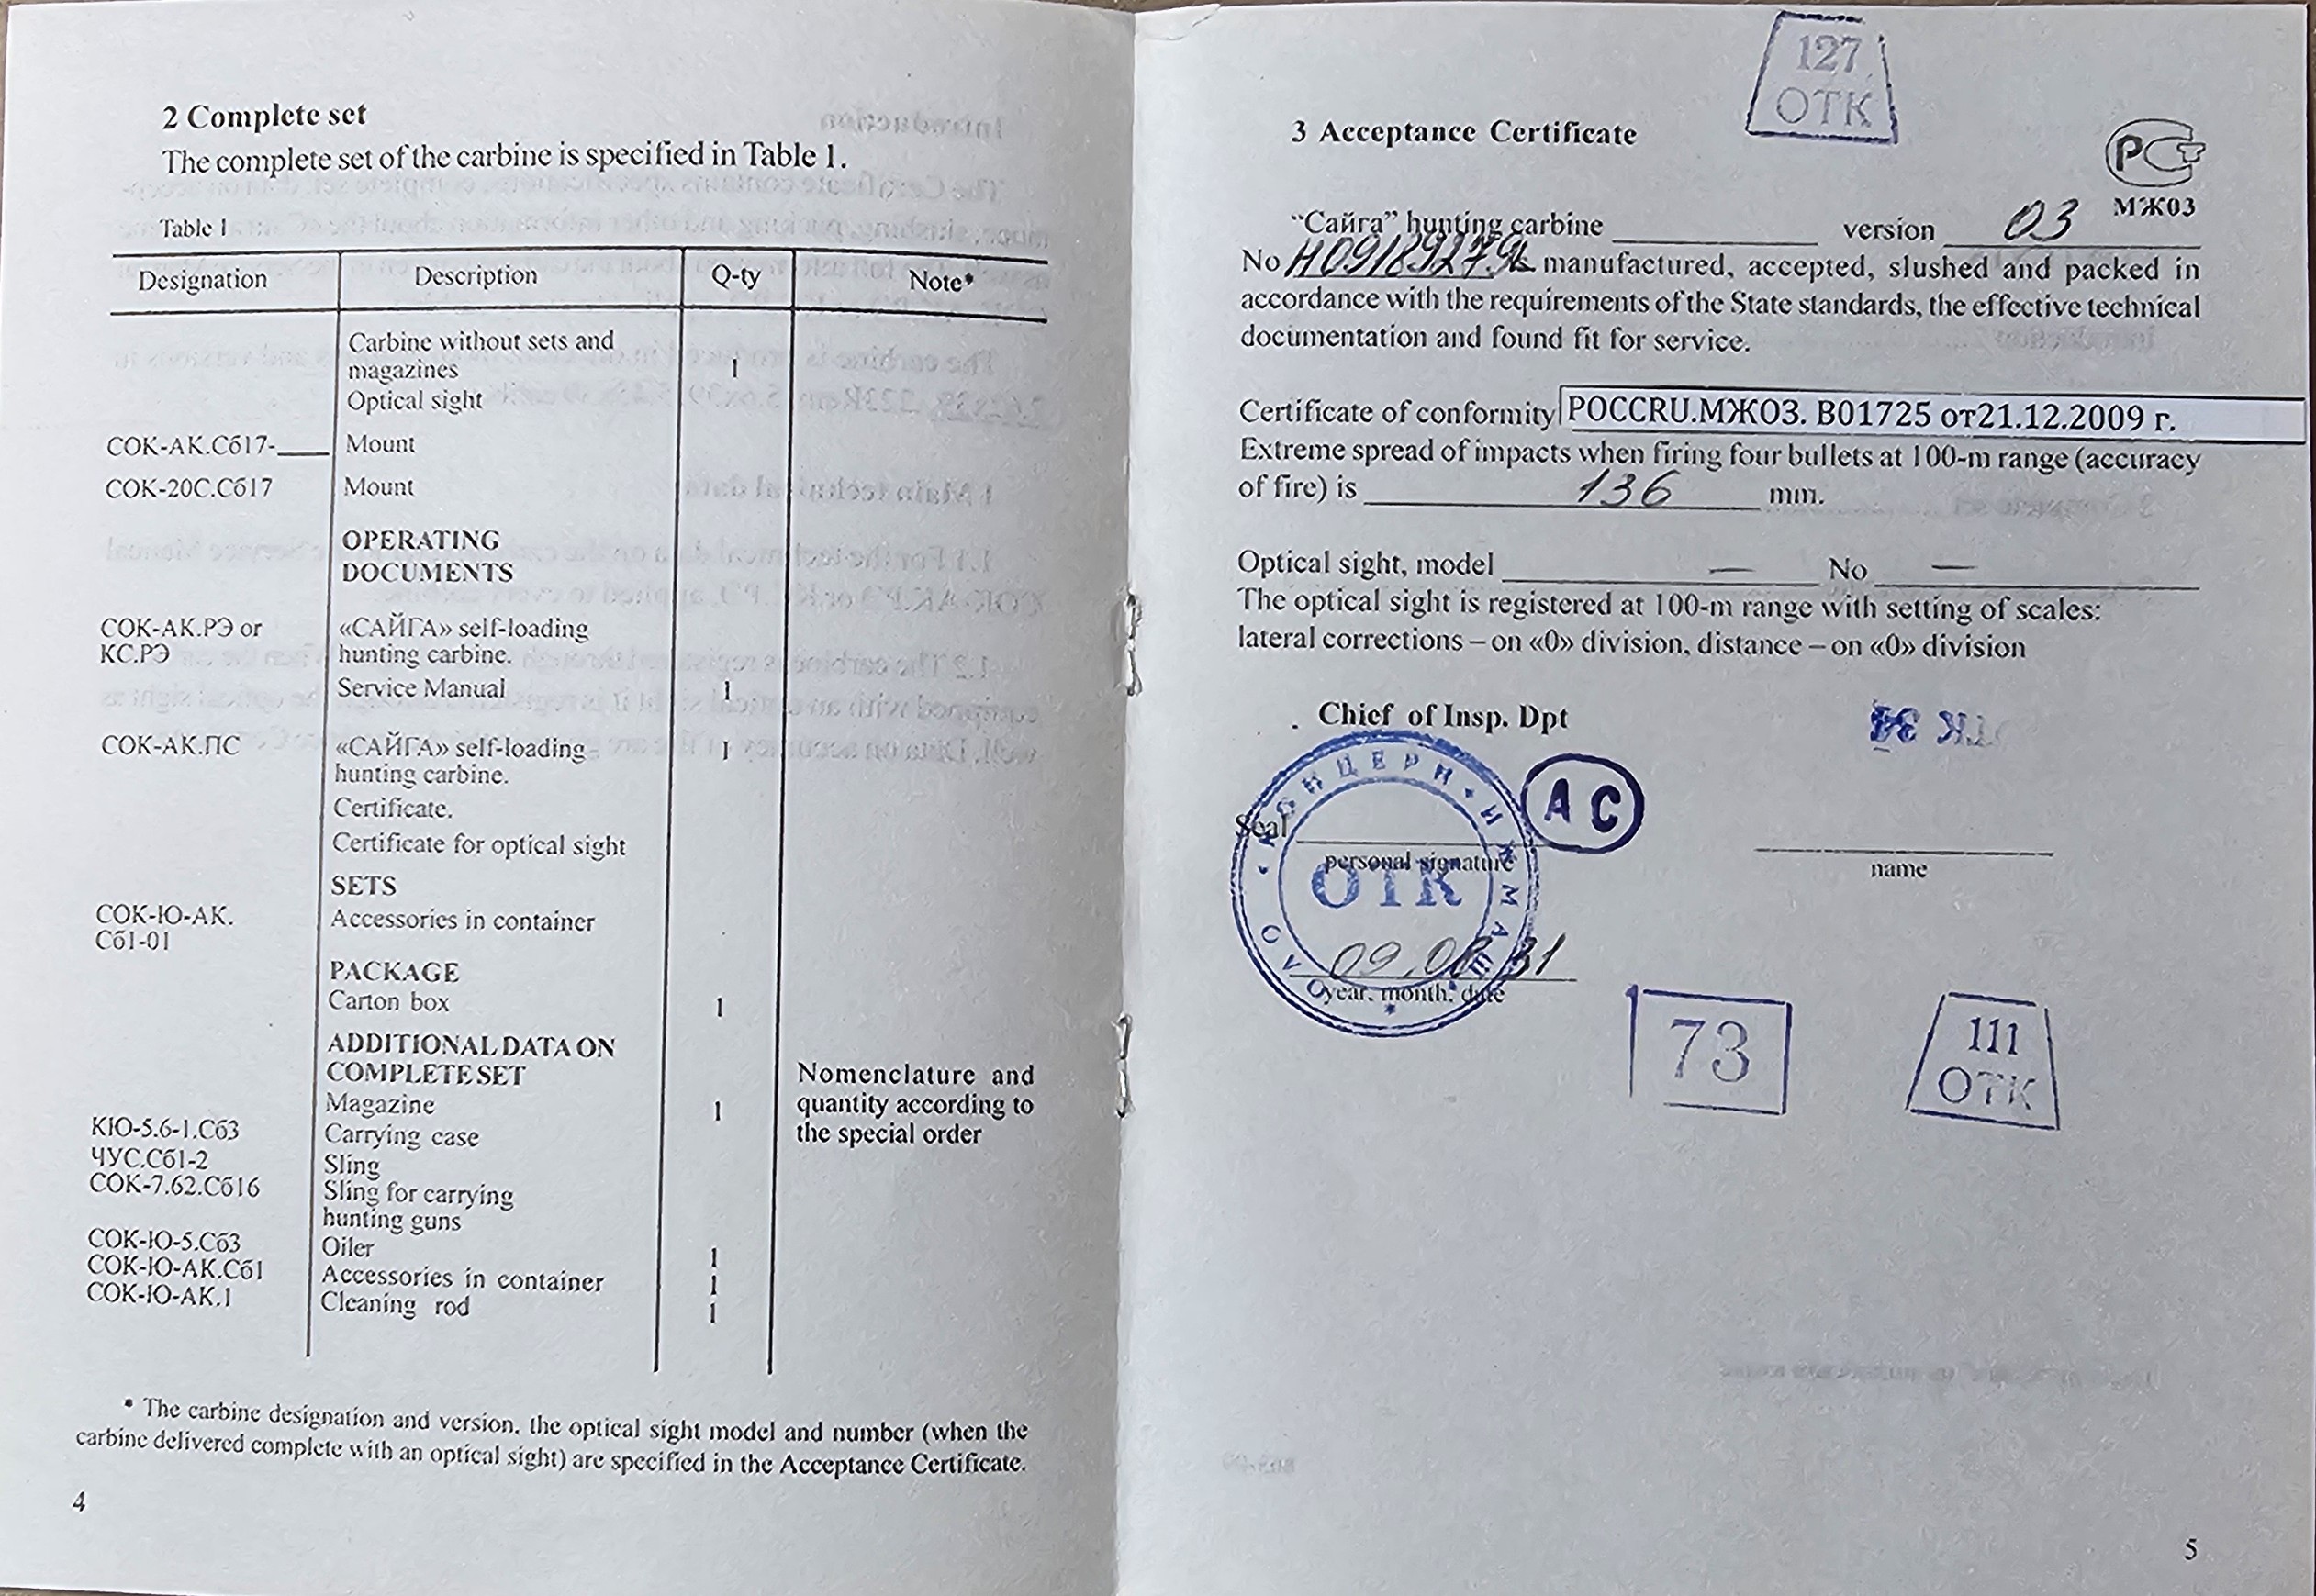 2 Complete set
The complete set of the carbine is specified in Table 1.
Table 1
Designation Description Q-ty Note*
Carbine without sets and
magazines 1
Optical sight
СОК-АК.Сб17-____ Mount
СОК-20С.Сб17 Mount
OPERATING
DOCUMENTS
СОК-АК.РЭ or «САЙГА» self-loading
КС.РЭ hunting carbine.
Service Manual 1
СОК-АК.ПС «САЙГА» self-loading 1
hunting carbine.
Certificate.
Certificate for optical sight
SETS
СОК-Ю-АК. Accessories in container
Сб1-01
PACKAGE
Carton box 1
ADDITIONAL DATA ON
COMPLETE SET
Magazine 1
КЮ-5.6-1.Сб3 Carrying case
ЧУС.Сб1-2 Sling
СОК-7.62.Сб16 Sling for carrying
hunting guns
СОК-Ю-5.Сб3 Oiler 1
СОК-Ю-АК.Сб1 Accessories in container 1
СОК-Ю-АК.1 Cleaning rod 1
Nomenclature and
quantity according to
the special order
* The carbine designation and version, the optical sight model and number (when the
carbine delivered complete with an optical sight) are specified in the Acceptance Certificate.
4
127
ОТК
3 Acceptance Certificate
РСТ
МЖ03
“Сайга” hunting carbine ____ version 03
No manufactured, accepted, slushed and packed in
accordance with the requirements of the State standards, the effective technical
documentation and found fit for service.
Certificate of conformity РОССRU.МЖОЗ. В01725 от21.12.2009 г.
Extreme spread of impacts when firing four bullets at 100-m range (accuracy
of fire) is 136 mm.
Optical sight, model — No —
The optical sight is registered at 100-m range with setting of scales:
lateral corrections – on «0» division, distance – on «0» division
Chief of Insp. Dpt
КОНЦЕРН ИЖМАШ
ОТК
А С
Seal
personal signature
name
09.08.31
year, month, date
73
111
ОТК
5